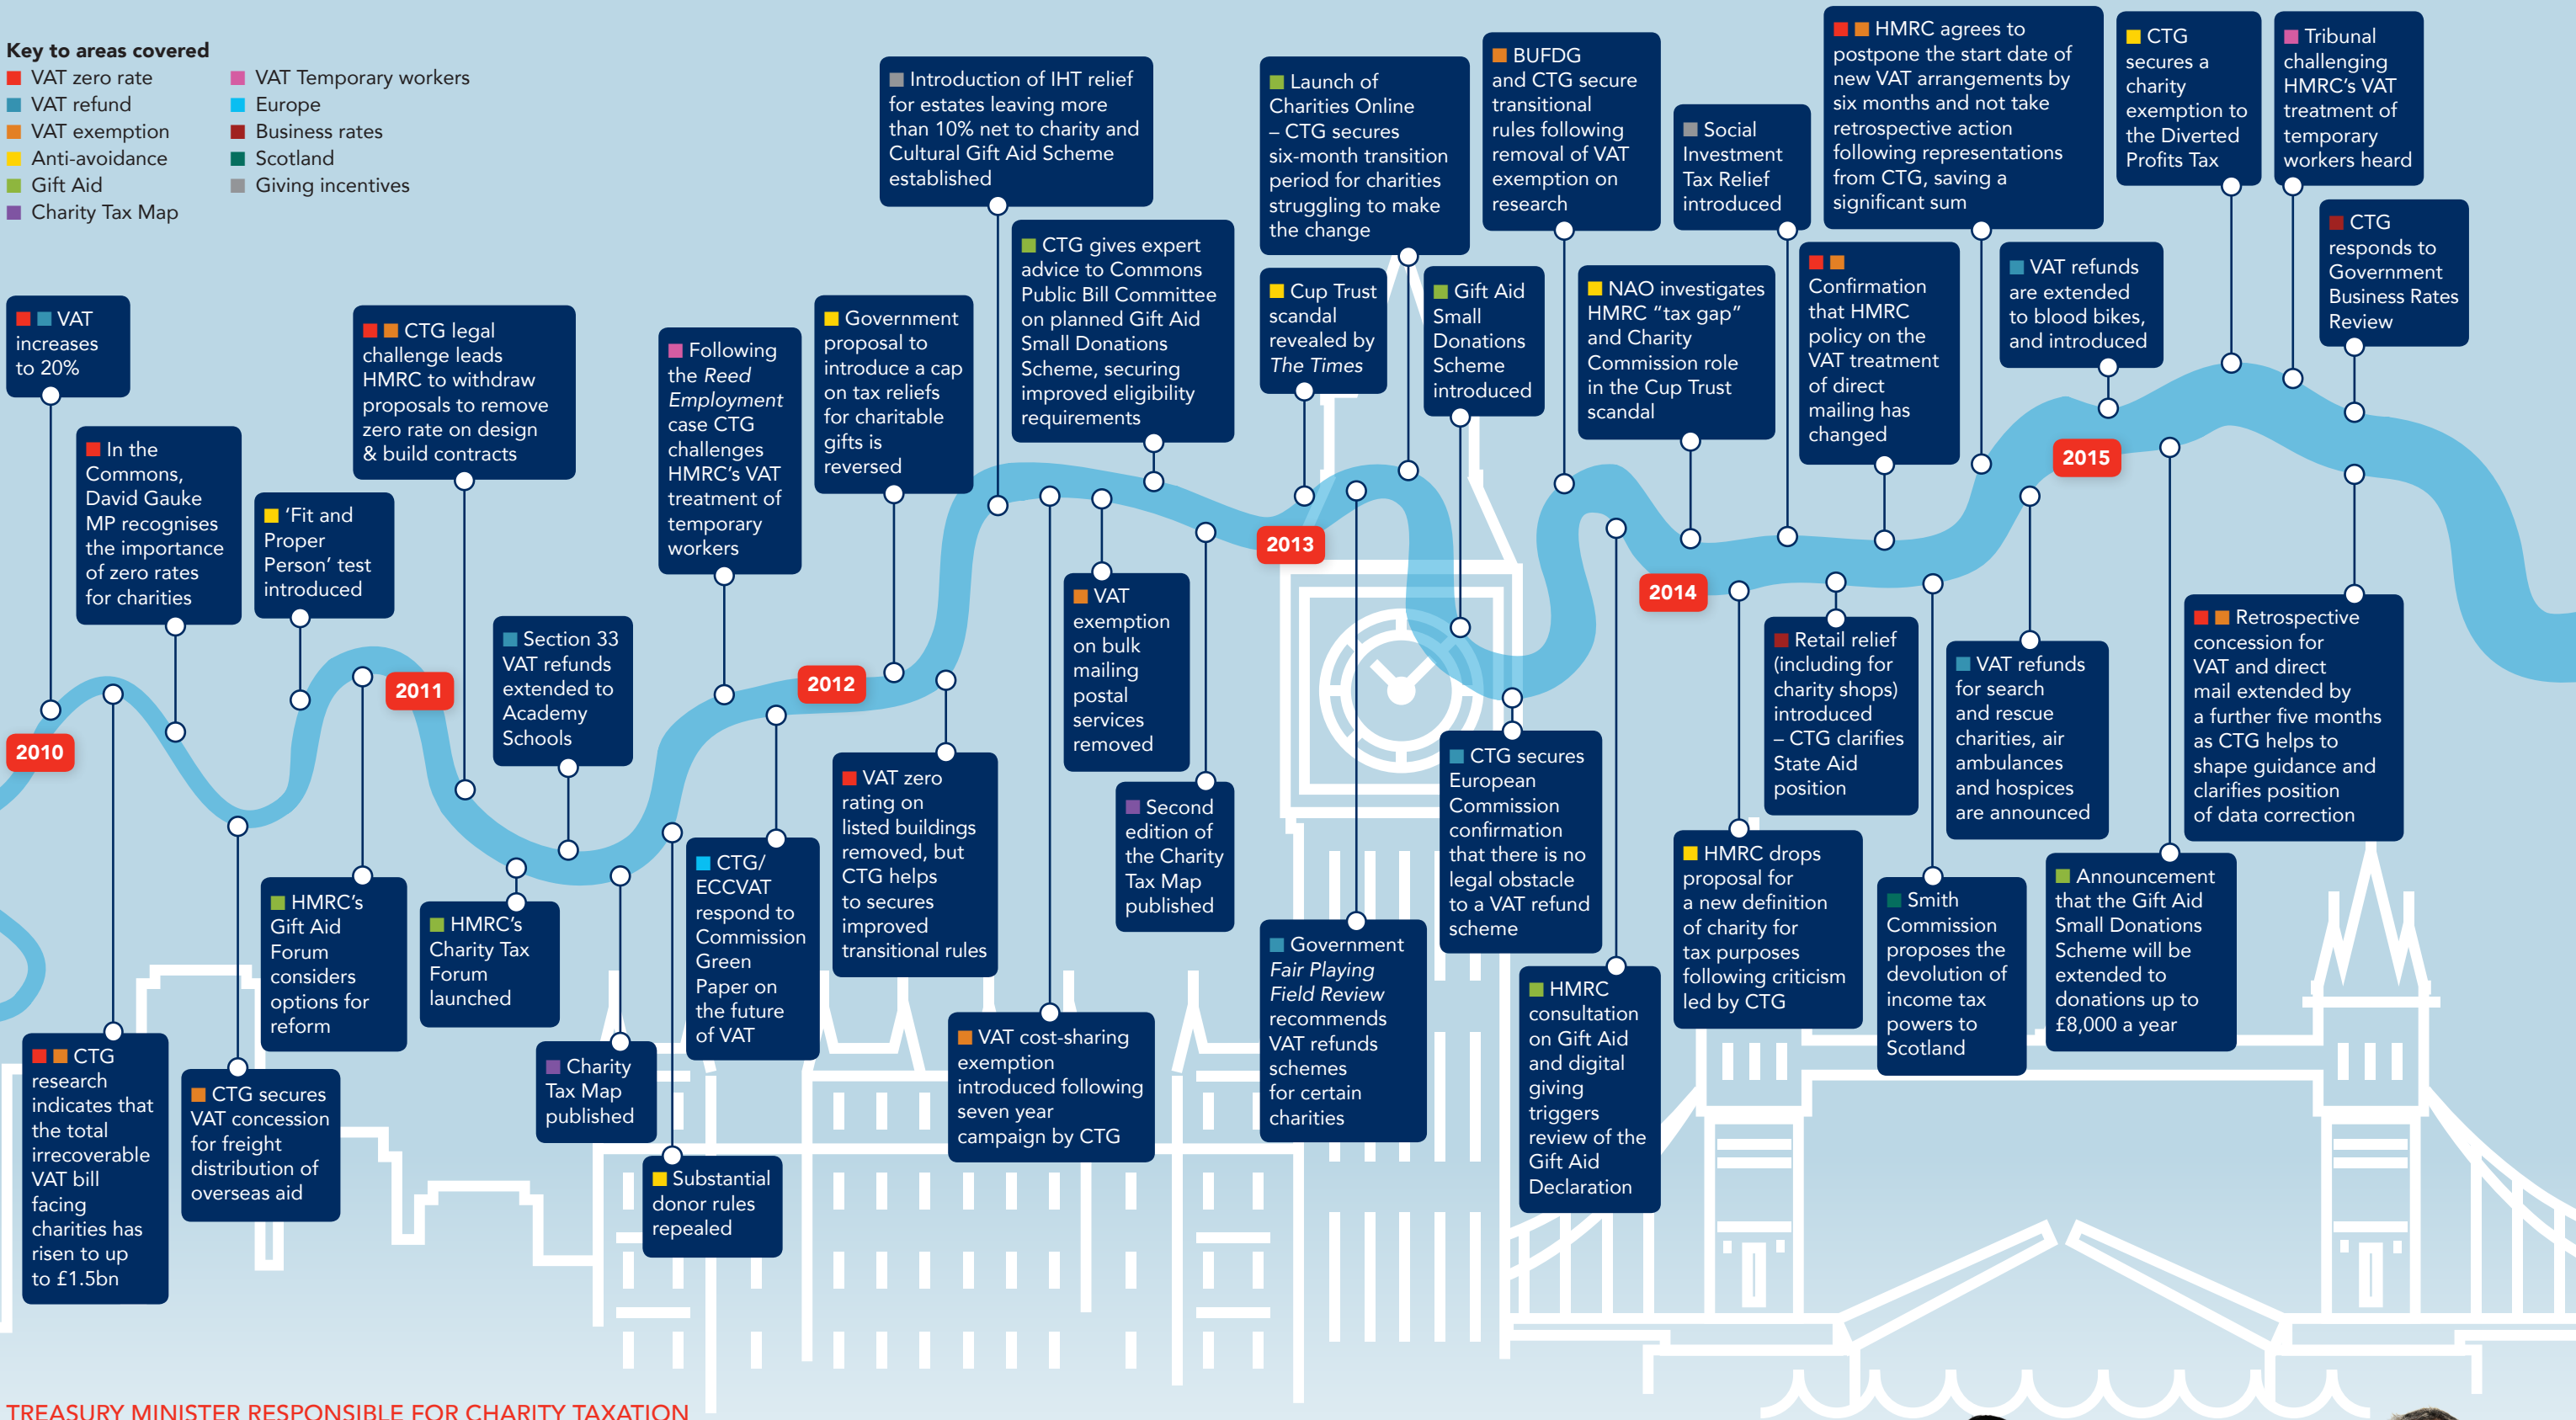 Key to areas covered
VAT zero rate
VAT refund
VAT exemption
Anti-avoidance
Gift Aid
Charity Tax Map
VAT Temporary workers
Europe
Business rates
Scotland
Giving incentives
2010
VAT
increases
to 20%
CTG
research
indicates that
the total
irrecoverable
VAT bill
facing
charities has
risen to up
to £1.5bn
In the
Commons,
David Gauke
MP recognises
the importance
of zero rates
for charities
CTG secures
VAT concession
for freight
distribution of
overseas aid
‘Fit and
Proper
Person’ test
introduced
HMRC’s
Gift Aid
Forum
considers
options for
reform
2011
CTG legal
challenge leads
HMRC to withdraw
proposals to remove
zero rate on design
& build contracts
HMRC’s
Charity Tax
Forum
launched
Section 33
VAT refunds
extended to
Academy
Schools
Charity
Tax Map
published
Substantial
donor rules
repealed
Following
the Reed
Employment
case CTG
challenges
HMRC’s VAT
treatment of
temporary
workers
CTG/
ECCVAT
respond to
Commission
Green
Paper on
the future
of VAT
2012
Government
proposal to
introduce a cap
on tax reliefs
for charitable
gifts is
reversed
VAT zero
rating on
listed buildings
removed, but
CTG helps
to secures
improved
transitional rules
Introduction of IHT relief
for estates leaving more
than 10% net to charity and
Cultural Gift Aid Scheme
established
VAT cost-sharing
exemption
introduced following
seven year
campaign by CTG
VAT
exemption
on bulk
mailing
postal
services
removed
CTG gives expert
advice to Commons
Public Bill Committee
on planned Gift Aid
Small Donations
Scheme, securing
improved eligibility
requirements
Second
edition of
the Charity
Tax Map
published
2013
Cup Trust
scandal
revealed by
The Times
Government
Fair Playing
Field Review
recommends
VAT refunds
schemes
for certain
charities
Launch of
Charities Online
– CTG secures
six-month transition
period for charities
struggling to make
the change
Gift Aid
Small
Donations
Scheme
introduced
CTG secures
European
Commission
confirmation
that there is no
legal obstacle
to a VAT refund
scheme
BUFDG
and CTG secure
transitional
rules following
removal of VAT
exemption on
research
HMRC
consultation
on Gift Aid
and digital
giving
triggers
review of the
Gift Aid
Declaration
2014
NAO investigates
HMRC “tax gap”
and Charity
Commission role
in the Cup Trust
scandal
HMRC drops
proposal for
a new definition
of charity for
tax purposes
following criticism
led by CTG
Social
Investment
Tax Relief
introduced
Retail relief
(including for
charity shops)
introduced
– CTG clarifies
State Aid
position
Confirmation
that HMRC
policy on the
VAT treatment
of direct
mailing has
changed
Smith
Commission
proposes the
devolution of
income tax
powers to
Scotland
HMRC agrees to
postpone the start date of
new VAT arrangements by
six months and not take
retrospective action
following representations
from CTG, saving a
significant sum
VAT refunds
for search
and rescue
charities, air
ambulances
and hospices
are announced
2015
VAT refunds
are extended
to blood bikes,
and introduced
Announcement
that the Gift Aid
Small Donations
Scheme will be
extended to
donations up to
£8,000 a year
CTG
secures a
charity
exemption to
the Diverted
Profits Tax
Tribunal
challenging
HMRC’s VAT
treatment of
temporary
workers heard
CTG
responds to
Government
Business Rates
Review
Retrospective
concession for
VAT and direct
mail extended by
a further five months
as CTG helps to
shape guidance and
clarifies position
of data correction
TREASURY MINISTER RESPONSIBLE FOR CHARITY TAXATION